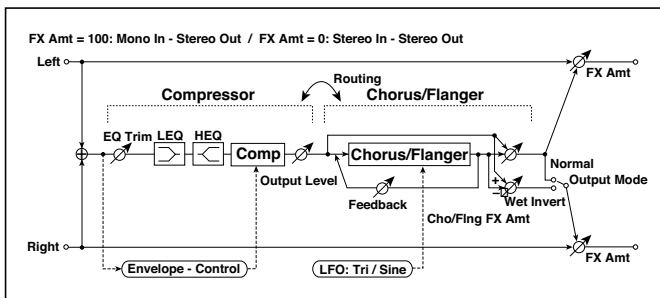 FX Amt = 100: Mono In - Stereo Out / FX Amt = 0: Stereo In - Stereo Out
Left
FX Amt
Routing
Compressor
Chorus/Flanger
EQ Trim
LEQ
HEQ
Comp
Output Level
Chorus/Flanger
Feedback
Cho/Flng FX Amt
+
−
Normal
Output Mode
Wet Invert
Right
FX Amt
Envelope - Control
LFO: Tri / Sine